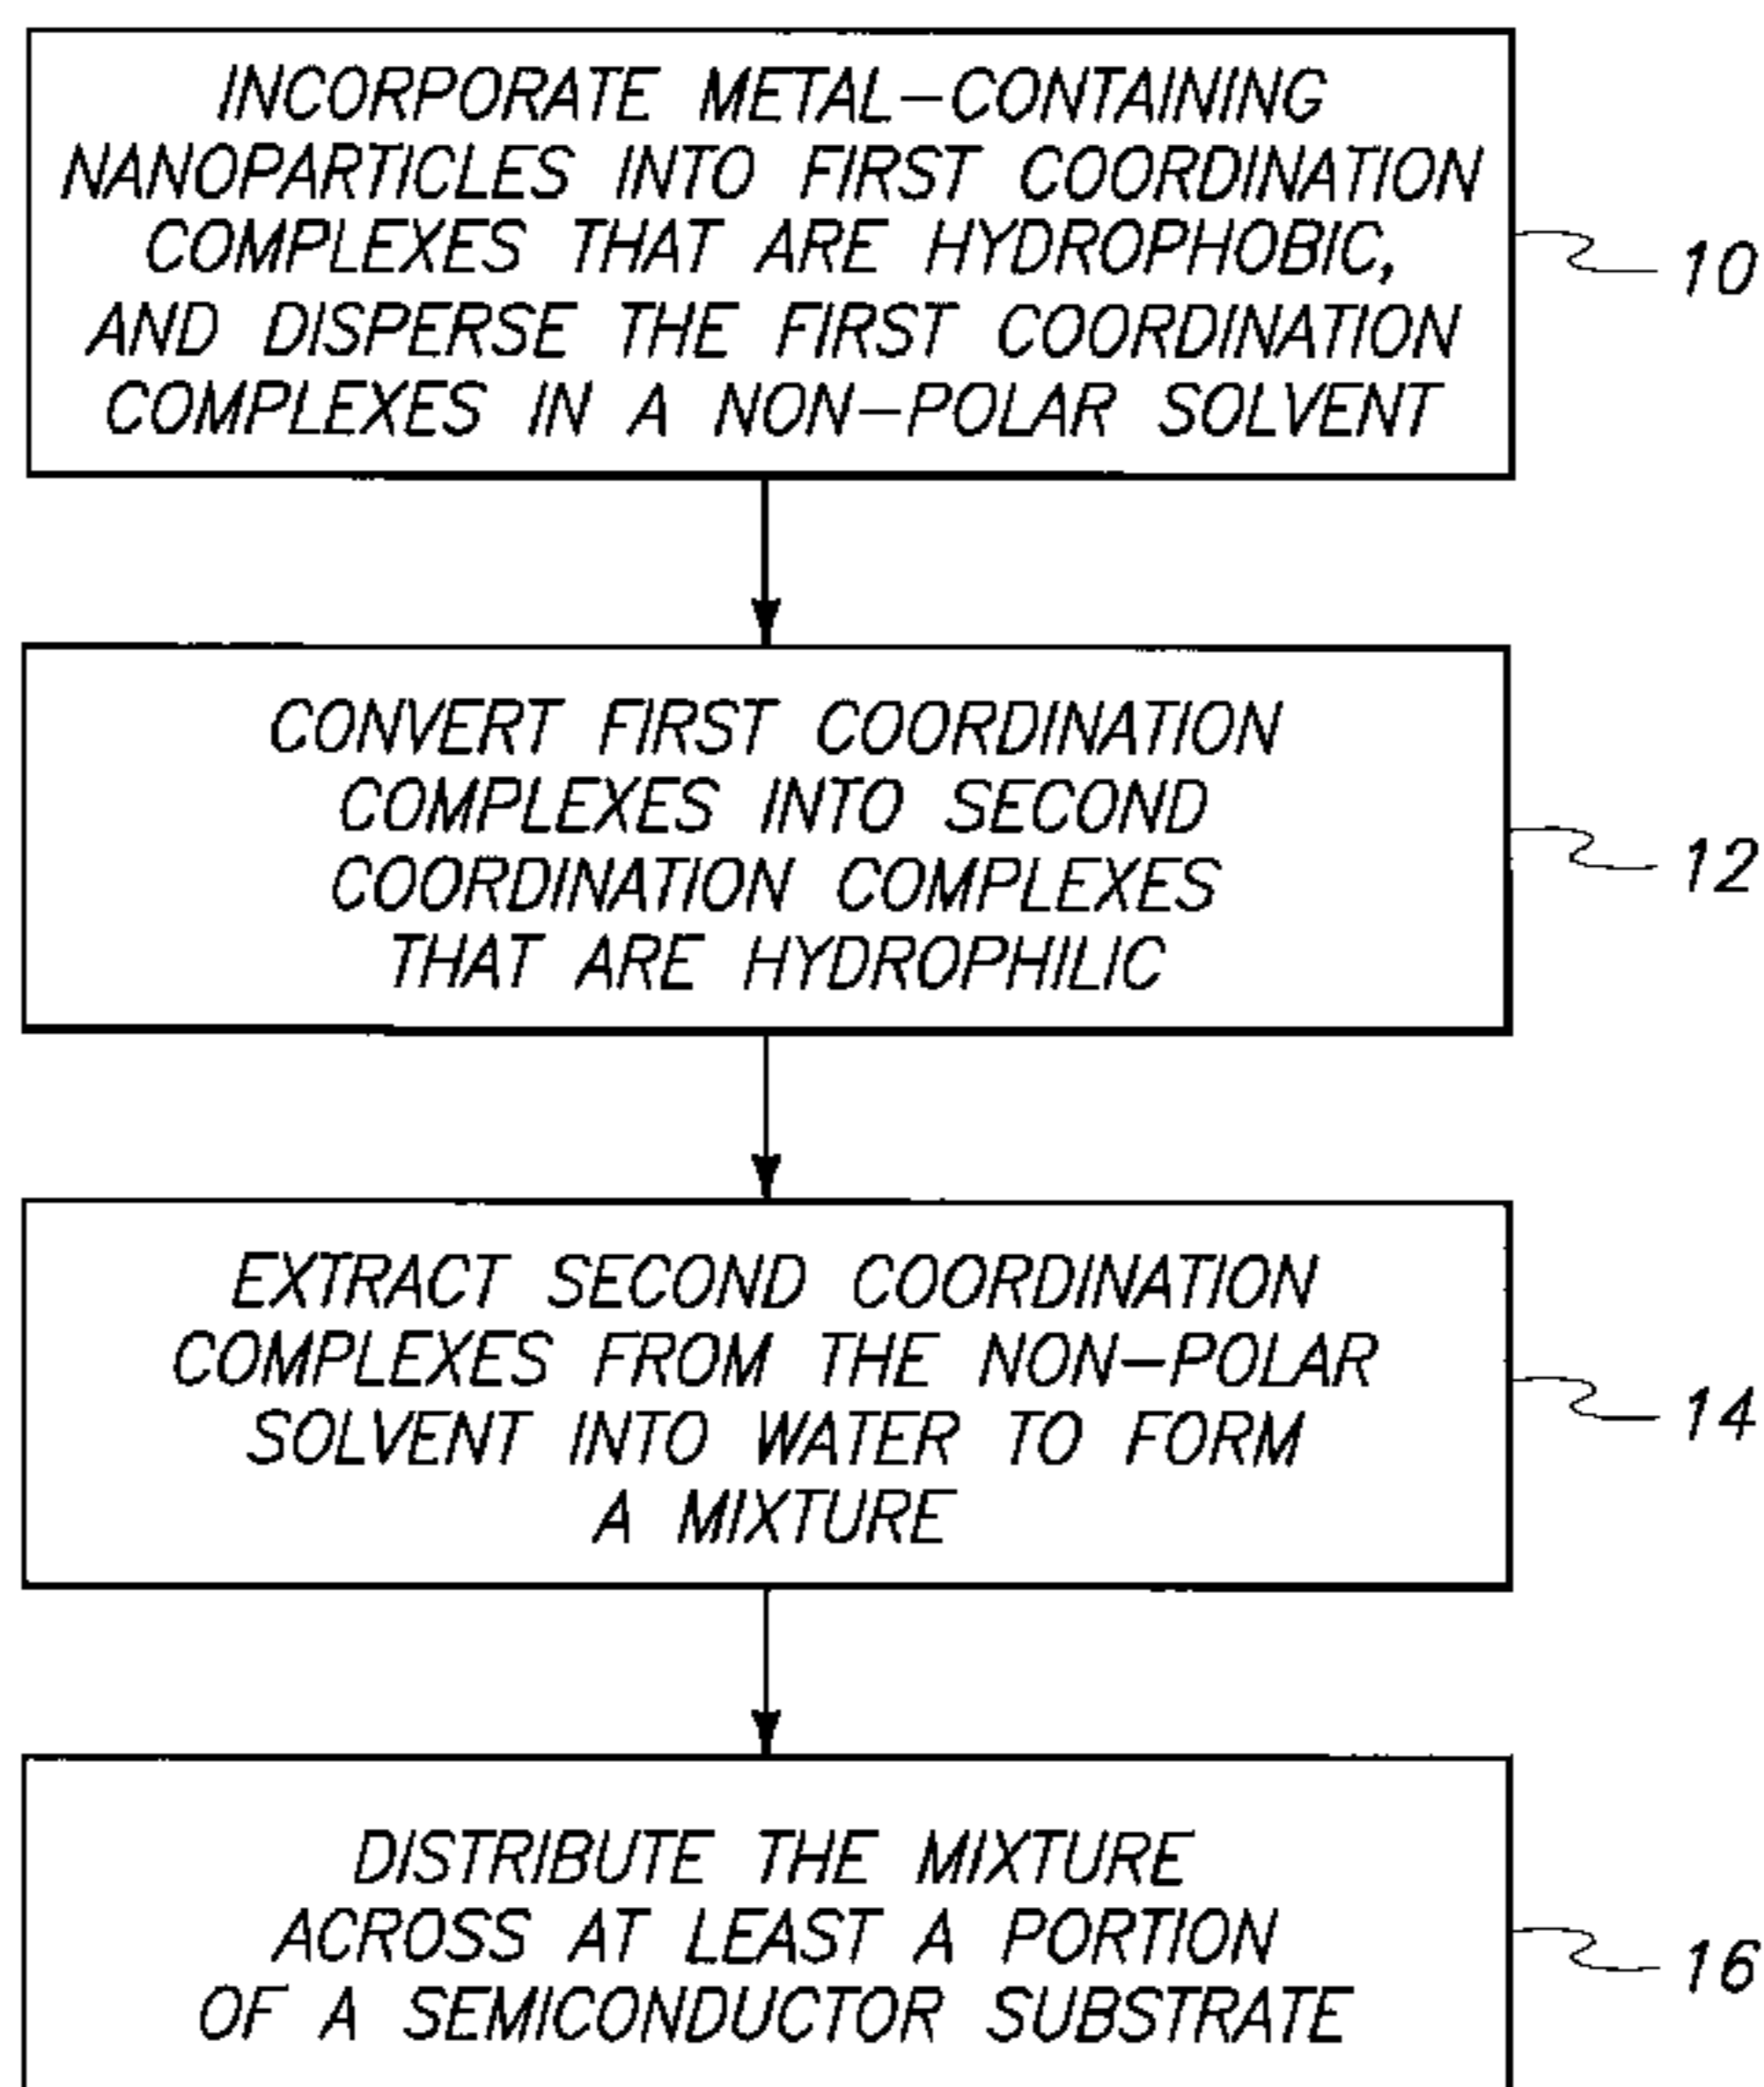 INCORPORATE METAL-CONTAINING
NANOPARTICLES INTO FIRST COORDINATION
COMPLEXES THAT ARE HYDROPHOBIC,
AND DISPERSE THE FIRST COORDINATION
COMPLEXES IN A NON-POLAR SOLVENT
10
CONVERT FIRST COORDINATION
COMPLEXES INTO SECOND
COORDINATION COMPLEXES
THAT ARE HYDROPHILIC
12
EXTRACT SECOND COORDINATION
COMPLEXES FROM THE NON-POLAR
SOLVENT INTO WATER TO FORM
A MIXTURE
14
DISTRIBUTE THE MIXTURE
ACROSS AT LEAST A PORTION
OF A SEMICONDUCTOR SUBSTRATE
16